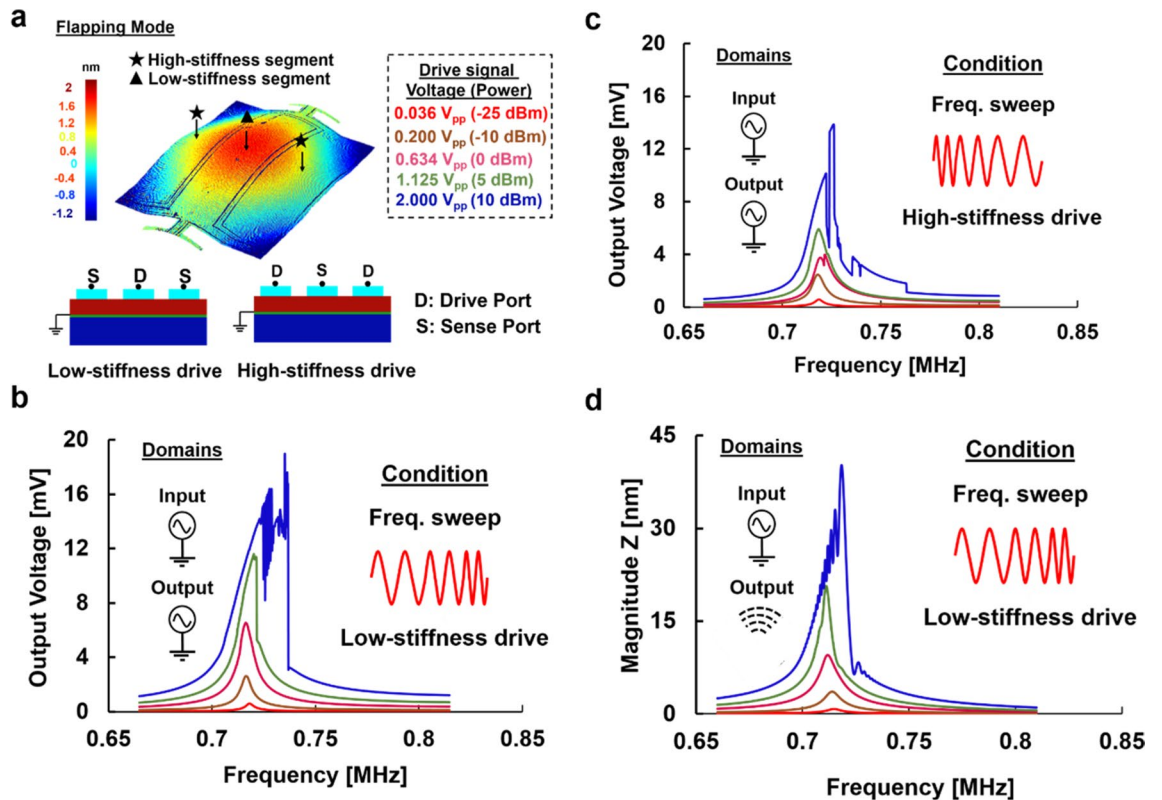 a
Flapping Mode
★ High-stiffness segment
▲ Low-stiffness segment
nm
2
1.6
1.2
0.8
0.4
0
-0.4
-0.8
-1.2
Drive signal
Voltage (Power)
0.036 Vpp (-25 dBm)
0.200 Vpp (-10 dBm)
0.634 Vpp (0 dBm)
1.125 Vpp (5 dBm)
2.000 Vpp (10 dBm)
S D S
D S D
D: Drive Port
S: Sense Port
Low-stiffness drive
High-stiffness drive
b
Output Voltage [mV]
20
16
12
8
4
0
Domains
Input
Output
Condition
Freq. sweep
Low-stiffness drive
0.65 0.7 0.75 0.8 0.85
Frequency [MHz]
c
Output Voltage [mV]
20
16
12
8
4
0
Domains
Input
Output
Condition
Freq. sweep
High-stiffness drive
0.65 0.7 0.75 0.8 0.85
Frequency [MHz]
d
Magnitude Z [nm]
45
30
15
0
Domains
Input
Output
Condition
Freq. sweep
Low-stiffness drive
0.65 0.7 0.75 0.8 0.85
Frequency [MHz]